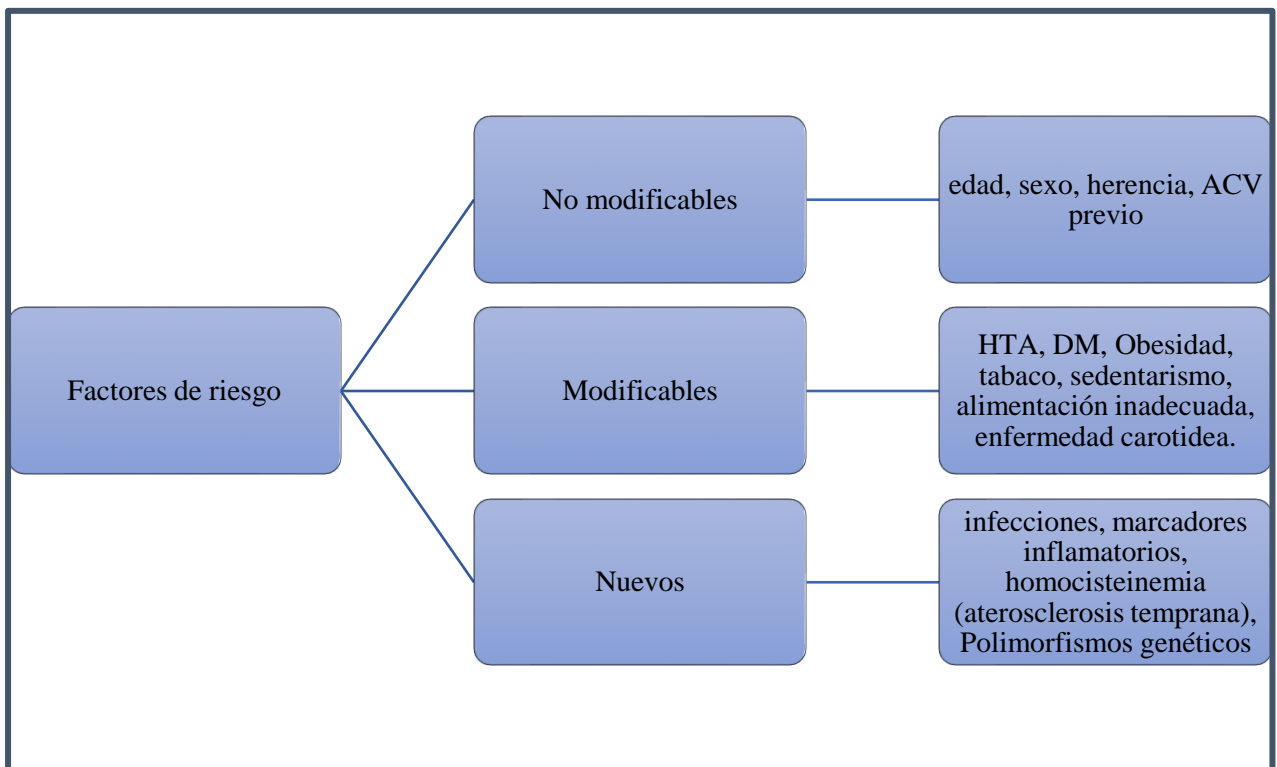 Factores de riesgo
No modificables
edad, sexo, herencia, ACV
previo
Modificables
HTA, DM, Obesidad,
tabaco, sedentarismo,
alimentación inadecuada,
enfermedad carotidea.
Nuevos
infecciones, marcadores
inflamatorios,
homocisteinemia
(aterosclerosis temprana),
Polimorfismos genéticos